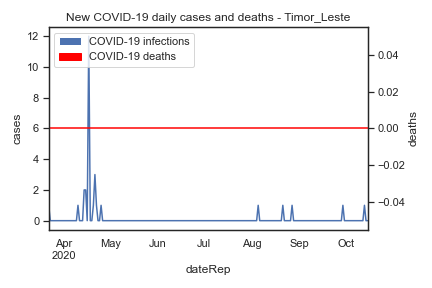 New COVID-19 daily cases and deaths - Timor_Leste
COVID-19 infections
COVID-19 deaths
12
10
8
6
4
2
0
cases
0.04
0.02
0.00
−0.02
−0.04
deaths
Apr May Jun Jul Aug Sep Oct
2020
dateRep